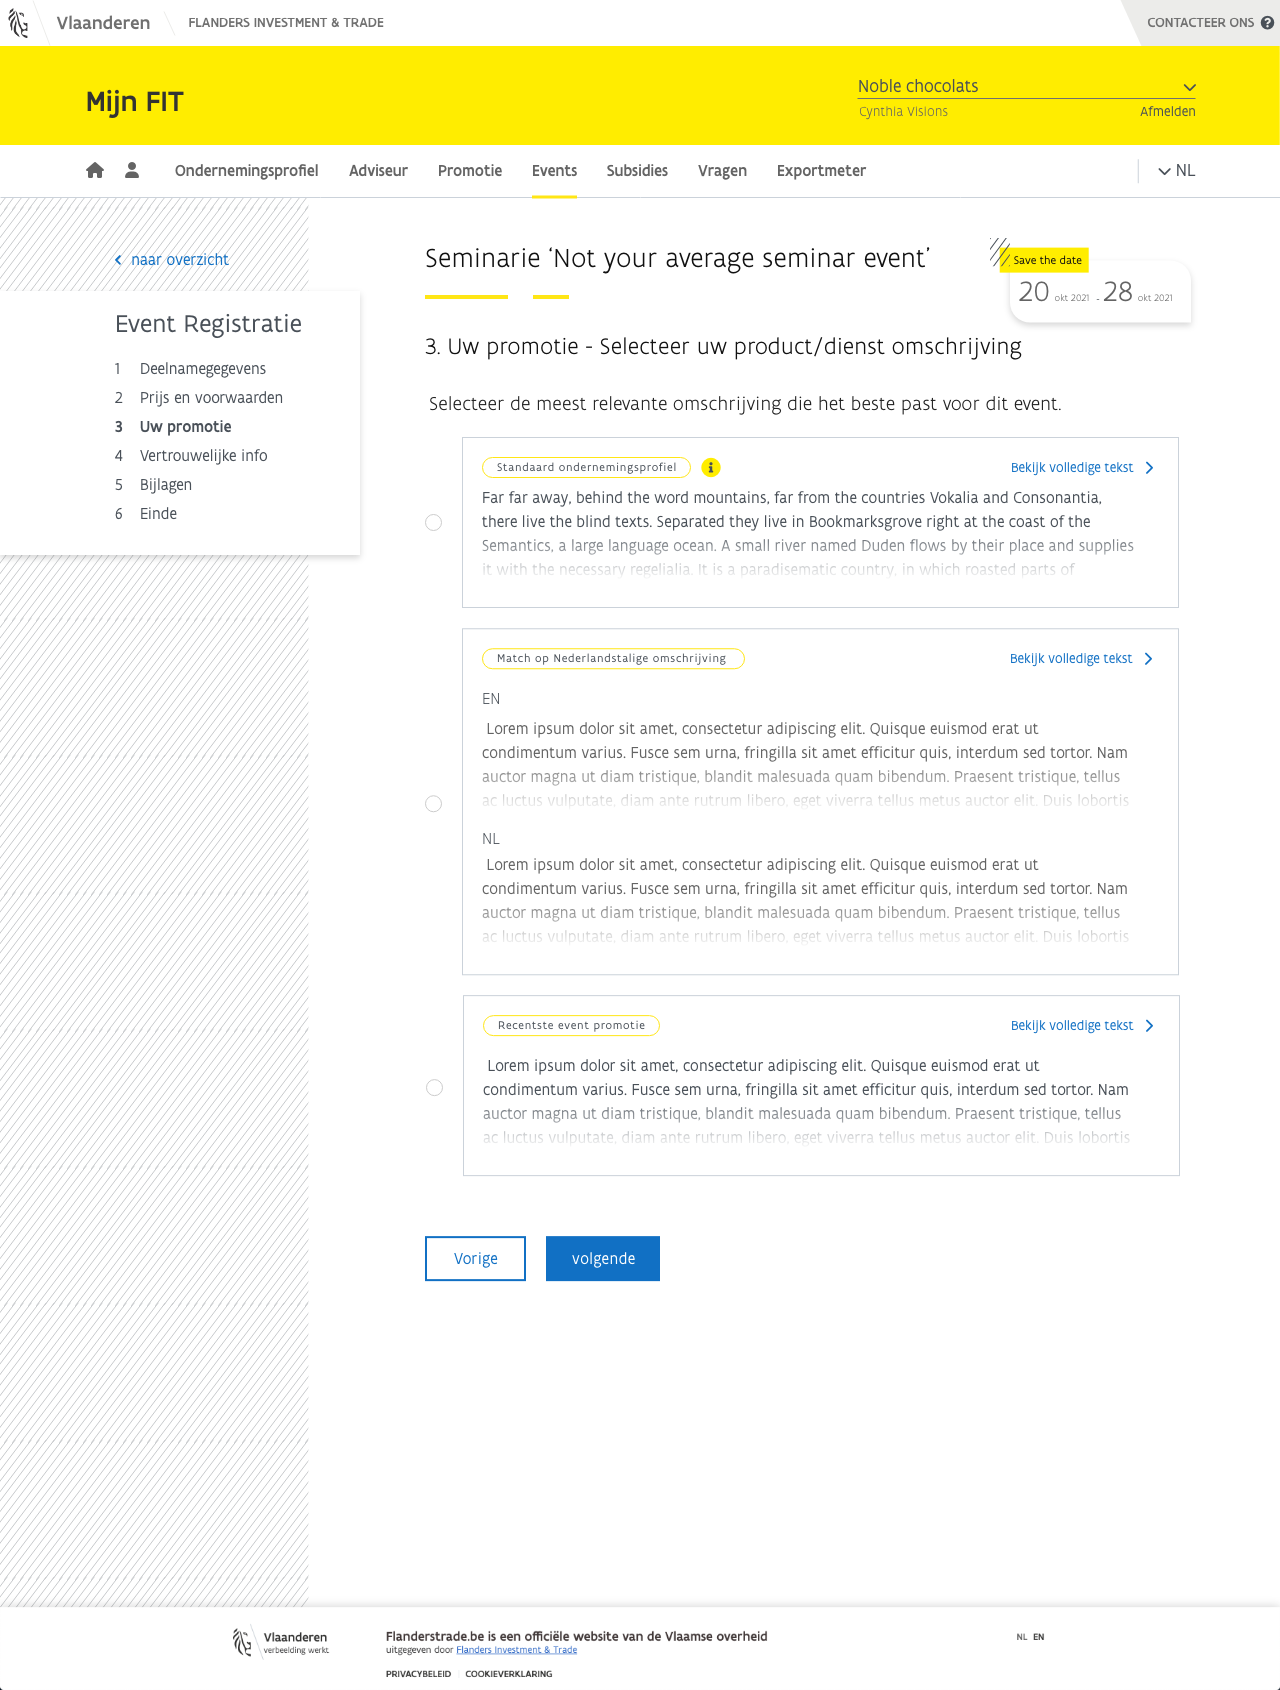 Vlaanderen
FLANDERS INVESTMENT & TRADE
CONTACTEER ONS
Mijn FIT
Noble chocolats
Cynthia Visions
Afmelden
Ondernemingsprofiel
Adviseur
Promotie
Events
Subsidies
Vragen
Exportmeter
NL
naar overzicht
Event Registratie
1 Deelnamegegevens
2 Prijs en voorwaarden
3 Uw promotie
4 Vertrouwelijke info
5 Bijlagen
6 Einde
Seminarie ‘Not your average seminar event’
Save the date
20 okt 2021 - 28 okt 2021
3. Uw promotie - Selecteer uw product/dienst omschrijving
Selecteer de meest relevante omschrijving die het beste past voor dit event.
Standaard ondernemingsprofiel
Bekijk volledige tekst
Far far away, behind the word mountains, far from the countries Vokalia and Consonantia,
there live the blind texts. Separated they live in Bookmarksgrove right at the coast of the
Semantics, a large language ocean. A small river named Duden flows by their place and supplies
it with the necessary regelialia. It is a paradisematic country, in which roasted parts of
Match op Nederlandstalige omschrijving
Bekijk volledige tekst
EN
Lorem ipsum dolor sit amet, consectetur adipiscing elit. Quisque euismod erat ut
condimentum varius. Fusce sem urna, fringilla sit amet efficitur quis, interdum sed tortor. Nam
auctor magna ut diam tristique, blandit malesuada quam bibendum. Praesent tristique, tellus
ac luctus vulputate, diam ante rutrum libero, eget viverra tellus metus auctor elit. Duis lobortis
NL
Lorem ipsum dolor sit amet, consectetur adipiscing elit. Quisque euismod erat ut
condimentum varius. Fusce sem urna, fringilla sit amet efficitur quis, interdum sed tortor. Nam
auctor magna ut diam tristique, blandit malesuada quam bibendum. Praesent tristique, tellus
ac luctus vulputate, diam ante rutrum libero, eget viverra tellus metus auctor elit. Duis lobortis
Recentste event promotie
Bekijk volledige tekst
Lorem ipsum dolor sit amet, consectetur adipiscing elit. Quisque euismod erat ut
condimentum varius. Fusce sem urna, fringilla sit amet efficitur quis, interdum sed tortor. Nam
auctor magna ut diam tristique, blandit malesuada quam bibendum. Praesent tristique, tellus
ac luctus vulputate, diam ante rutrum libero, eget viverra tellus metus auctor elit. Duis lobortis
Vorige
volgende
Vlaanderen
verbeelding werkt
Flanderstrade.be is een officiële website van de Vlaamse overheid
uitgegeven door Flanders Investment & Trade
PRIVACYBELEID
COOKIEVERKLARING
NL EN